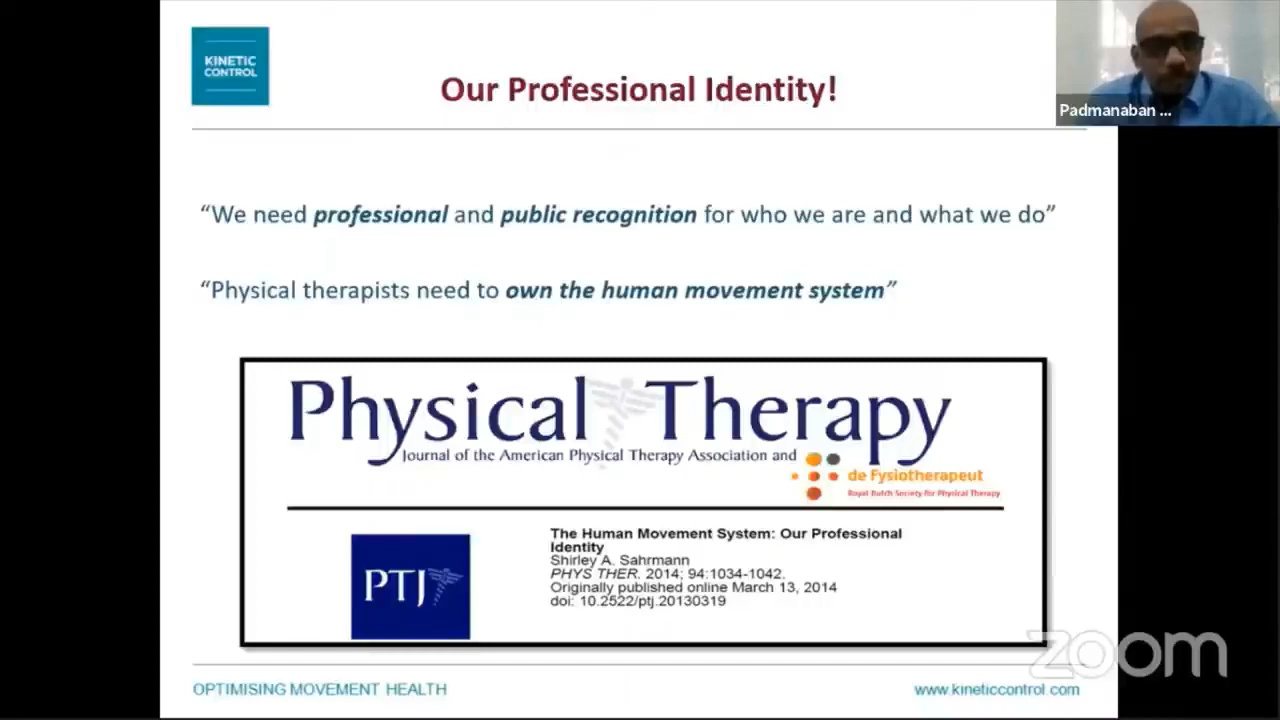 KINETIC
CONTROL
Our Professional Identity!
Padmanaban ...
“We need professional and public recognition for who we are and what we do”
“Physical therapists need to own the human movement system”
Physical Therapy
Journal of the American Physical Therapy Association and
de Fysiotherapeut
Royal Dutch Society for Physical Therapy
PTJ
The Human Movement System: Our Professional
Identity
Shirley A. Sahrmann
PHYS THER. 2014; 94:1034-1042.
Originally published online March 13, 2014
doi: 10.2522/ptj.20130319
zoom
OPTIMISING MOVEMENT HEALTH
www.kineticcontrol.com